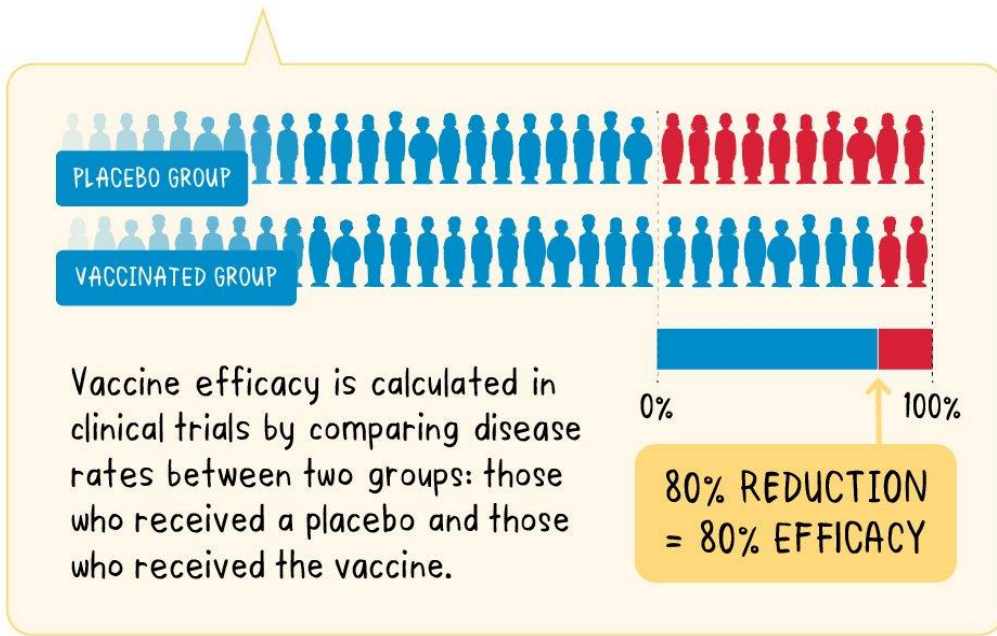 PLACEBO GROUP
VACCINATED GROUP
Vaccine efficacy is calculated in
clinical trials by comparing disease
rates between two groups: those
who received a placebo and those
who received the vaccine.
0%
100%
80% REDUCTION
= 80% EFFICACY